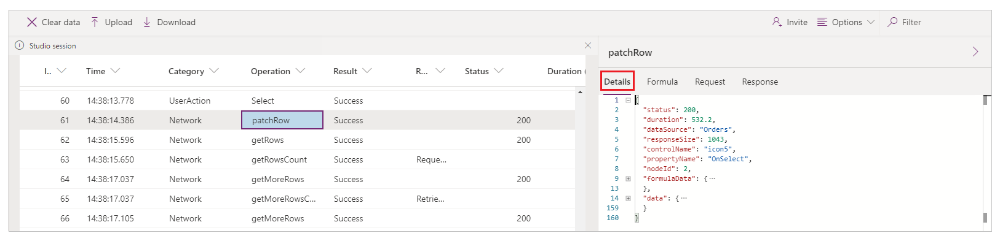 Clear data Upload Download Invite Options Filter
Studio session
I.. Time Category Operation Result R... Status Duration (
60 14:38:13.778 UserAction Select Success
61 14:38:14.386 Network patchRow Success 200
62 14:38:15.596 Network getRows Success 200
63 14:38:15.650 Network getRowsCount Success Reque...
64 14:38:17.037 Network getMoreRows Success 200
65 14:38:17.037 Network getMoreRowsC... Success Retrie...
66 14:38:17.105 Network getMoreRows Success 200
patchRow
Details Formula Request Response
1 {
2 "status": 200,
3 "duration": 532.2,
4 "dataSource": "Orders",
5 "responseSize": 1043,
6 "controlName": "icon5",
7 "propertyName": "OnSelect",
8 "nodeId": 2,
9 "formulaData": {...
13 },
14 "data": {...
159 }
160 }